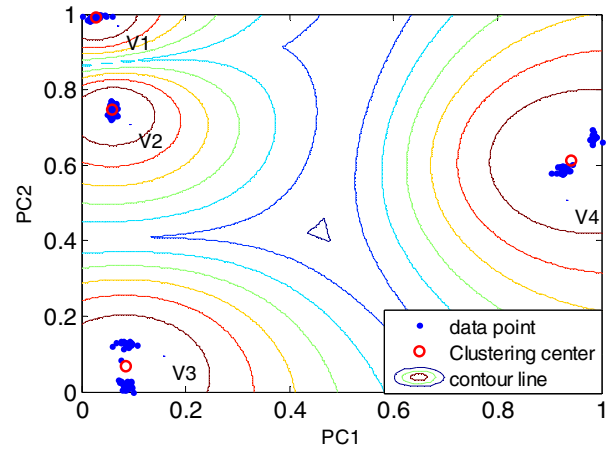 1
V1
0.8
V2
0.6
PC2
V4
0.4
0.2
V3
data point
Clustering center
contour line
0
0
0.2
0.4
0.6
0.8
1
PC1